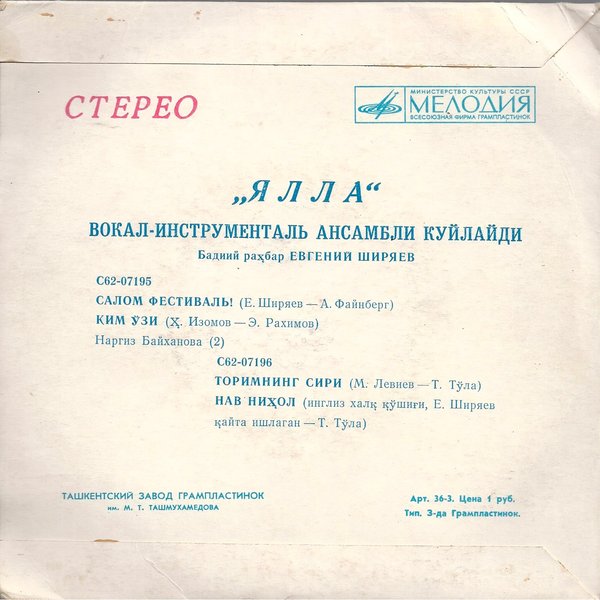 СТЕРЕО
МИНИСТЕРСТВО КУЛЬТУРЫ СССР
МЕЛОДИЯ
ВСЕСОЮЗНАЯ ФИРМА ГРАМПЛАСТИНОК
„ЯЛЛА“
ВОКАЛ-ИНСТРУМЕНТАЛЬ АНСАМБЛИ КУЙЛАЙДИ
Бадиий раҳбар ЕВГЕНИЙ ШИРЯЕВ
С62-07195
САЛОМ ФЕСТИВАЛЬ! (Е. Ширяев — А. Файнберг)
КИМ ЎЗИ (Ҳ. Изомов — Э. Рахимов)
Наргиз Байханова (2)
С62-07196
ТОРИМНИНГ СИРИ (М. Левиев — Т. Тўла)
НАВ НИҲОЛ (инглиз халқ қўшиғи, Е. Ширяев
қайта ишлаган — Т. Тўла)
ТАШКЕНТСКИЙ ЗАВОД ГРАМПЛАСТИНОК
им. М. Т. ТАШМУХАМЕДОВА
Арт. 36-3. Цена 1 руб.
Тип. З-да Грампластинок.